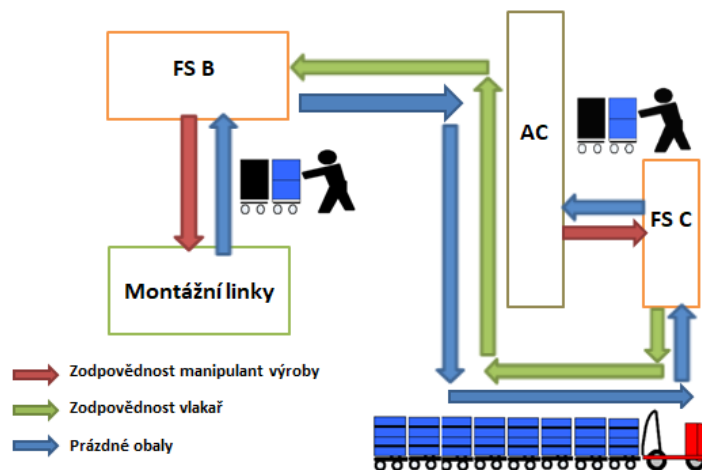 FS B
AC
FS C
Montážní linky
Zodpovědnost manipulant výroby
Zodpovědnost vlakař
Prázdné obaly